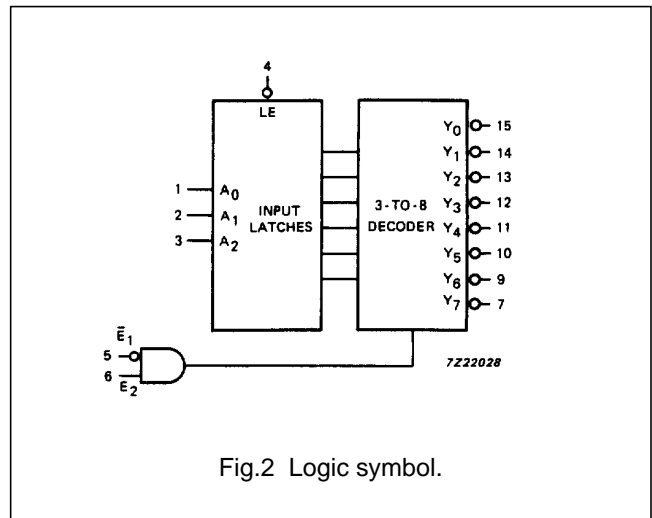 4
LE
1 A0
2 A1
3 A2
INPUT
LATCHES
3-TO-8
DECODER
Y0 15
Y1 14
Y2 13
Y3 12
Y4 11
Y5 10
Y6 9
Y7 7
Ē1
5
6
E2
7Z22028
Fig.2 Logic symbol.